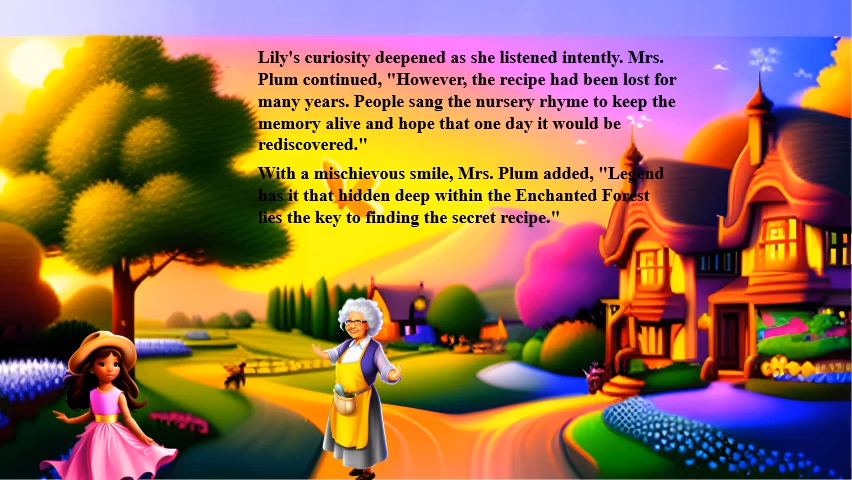 Lily's curiosity deepened as she listened intently. Mrs.
Plum continued, "However, the recipe had been lost for
many years. People sang the nursery rhyme to keep the
memory alive and hope that one day it would be
rediscovered."
With a mischievous smile, Mrs. Plum added, "Legend
has it that hidden deep within the Enchanted Forest
lies the key to finding the secret recipe."